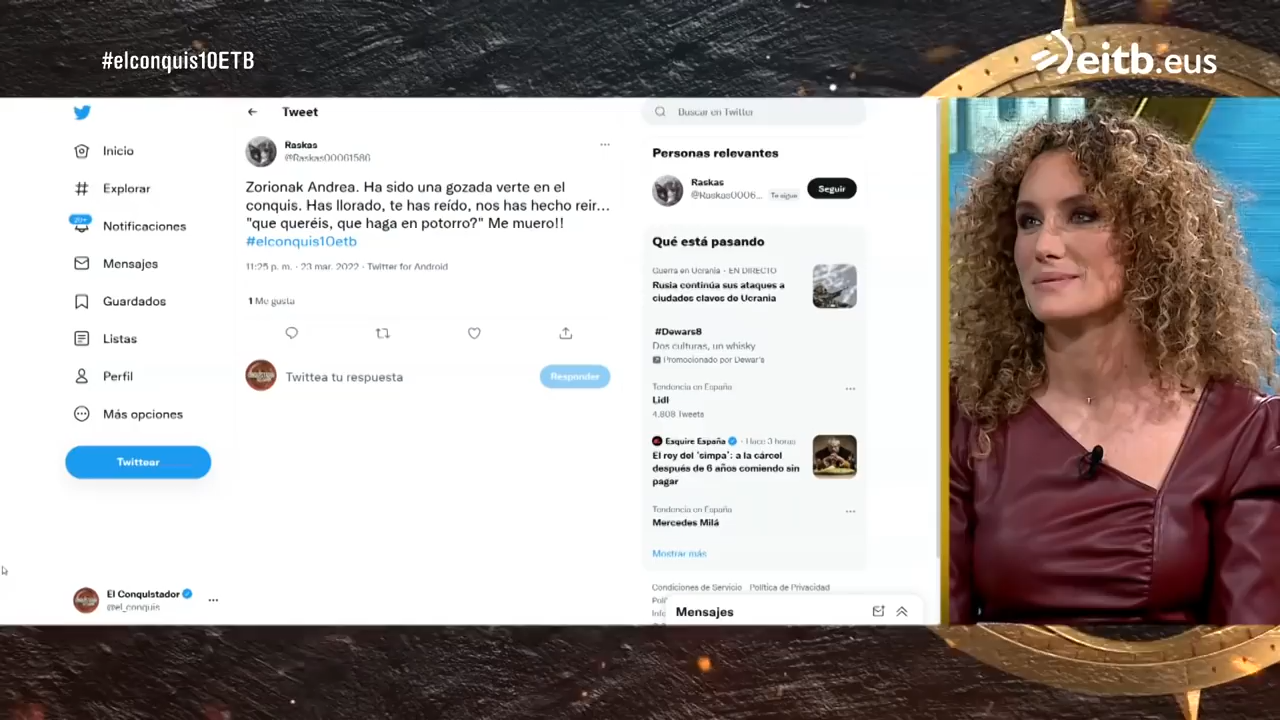 #elconquis10ETB
eitb.eus
Tweet
Buscar en Twitter
Inicio
Explorar
20+
Notificaciones
Mensajes
Guardados
Listas
Perfil
Más opciones
Twittear
El Conquistador
@el_conquis
Raskas
@Raskas00061586
Zorionak Andrea. Ha sido una gozada verte en el
conquis. Has llorado, te has reído, nos has hecho reir...
"que queréis, que haga en potorro?" Me muero!!
#elconquis10etb
11:25 p. m. · 23 mar. 2022 · Twitter for Android
1 Me gusta
Twittea tu respuesta
Responder
Personas relevantes
Raskas
@Raskas0006...
Te sigue
Seguir
Qué está pasando
Guerra en Ucrania · EN DIRECTO
Rusia continúa sus ataques a
ciudades claves de Ucrania
#Dewars8
Dos culturas, un whisky
Promocionado por Dewar's
Tendencia en España
Lidl
4.808 Tweets
Esquire España · Hace 3 horas
El rey del 'simpa': a la cárcel
después de 6 años comiendo sin
pagar
Tendencia en España
Mercedes Milá
Mostrar más
Condiciones de Servicio Política de Privacidad
Mensajes